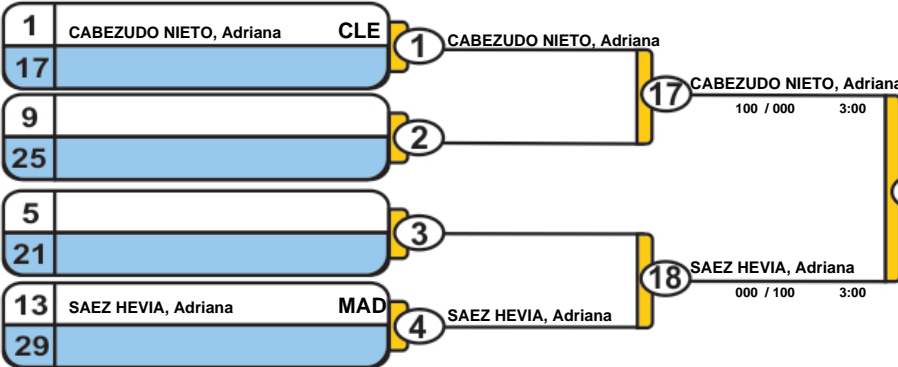 1 CABEZUDO NIETO, Adriana CLE
17
1 CABEZUDO NIETO, Adriana
9
25
2
17 CABEZUDO NIETO, Adriana
100 / 000 3:00
5
21
3
13 SAEZ HEVIA, Adriana MAD
29
4 SAEZ HEVIA, Adriana
18 SAEZ HEVIA, Adriana
000 / 100 3:00